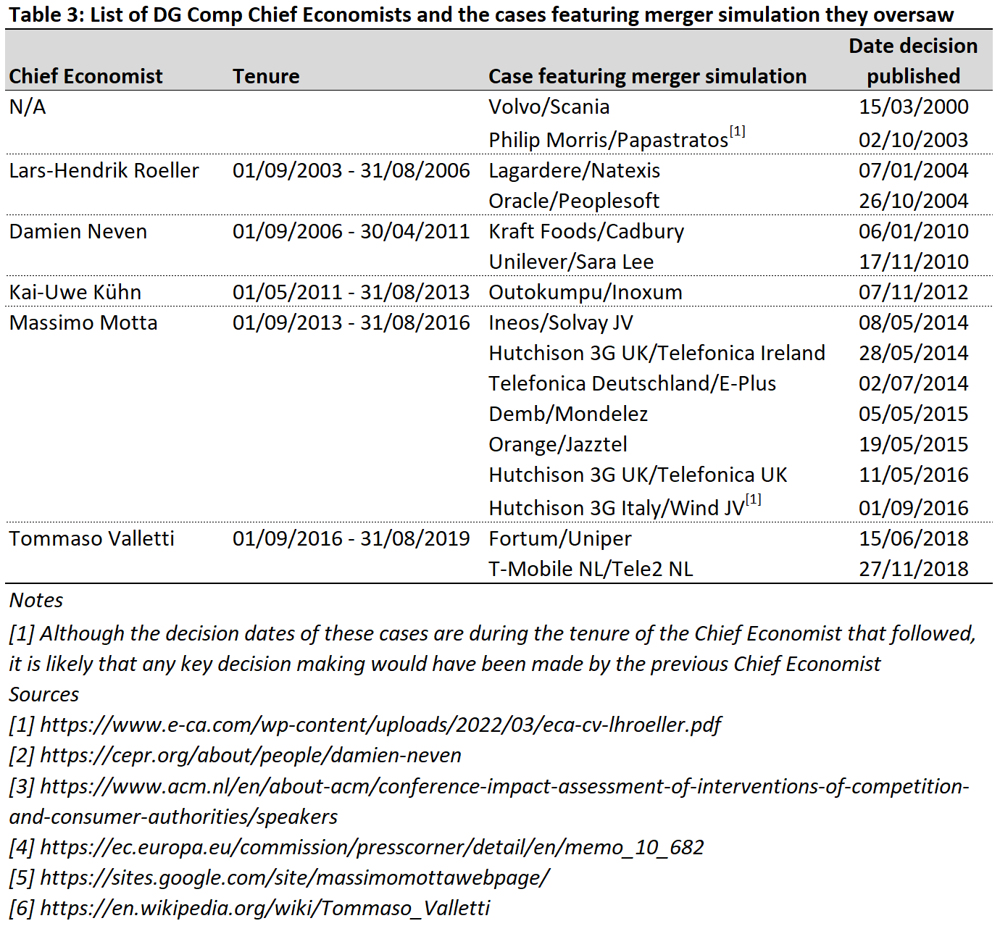 Table 3: List of DG Comp Chief Economists and the cases featuring merger simulation they oversaw
Chief Economist Tenure Case featuring merger simulation Date decision published
N/A Volvo/Scania 15/03/2000
Philip Morris/Papastratos[1] 02/10/2003
Lars-Hendrik Roeller 01/09/2003 - 31/08/2006 Lagardere/Natexis 07/01/2004
Oracle/Peoplesoft 26/10/2004
Damien Neven 01/09/2006 - 30/04/2011 Kraft Foods/Cadbury 06/01/2010
Unilever/Sara Lee 17/11/2010
Kai-Uwe Kühn 01/05/2011 - 31/08/2013 Outokumpu/Inoxum 07/11/2012
Massimo Motta 01/09/2013 - 31/08/2016 Ineos/Solvay JV 08/05/2014
Hutchison 3G UK/Telefonica Ireland 28/05/2014
Telefonica Deutschland/E-Plus 02/07/2014
Demb/Mondelez 05/05/2015
Orange/Jazztel 19/05/2015
Hutchison 3G UK/Telefonica UK 11/05/2016
Hutchison 3G Italy/Wind JV[1] 01/09/2016
Tommaso Valletti 01/09/2016 - 31/08/2019 Fortum/Uniper 15/06/2018
T-Mobile NL/Tele2 NL 27/11/2018
Notes
[1] Although the decision dates of these cases are during the tenure of the Chief Economist that followed,
it is likely that any key decision making would have been made by the previous Chief Economist
Sources
[1] https://www.e-ca.com/wp-content/uploads/2022/03/eca-cv-lhroeller.pdf
[2] https://cepr.org/about/people/damien-neven
[3] https://www.acm.nl/en/about-acm/conference-impact-assessment-of-interventions-of-competition-
and-consumer-authorities/speakers
[4] https://ec.europa.eu/commission/presscorner/detail/en/memo_10_682
[5] https://sites.google.com/site/massimomottawebpage/
[6] https://en.wikipedia.org/wiki/Tommaso_Valletti